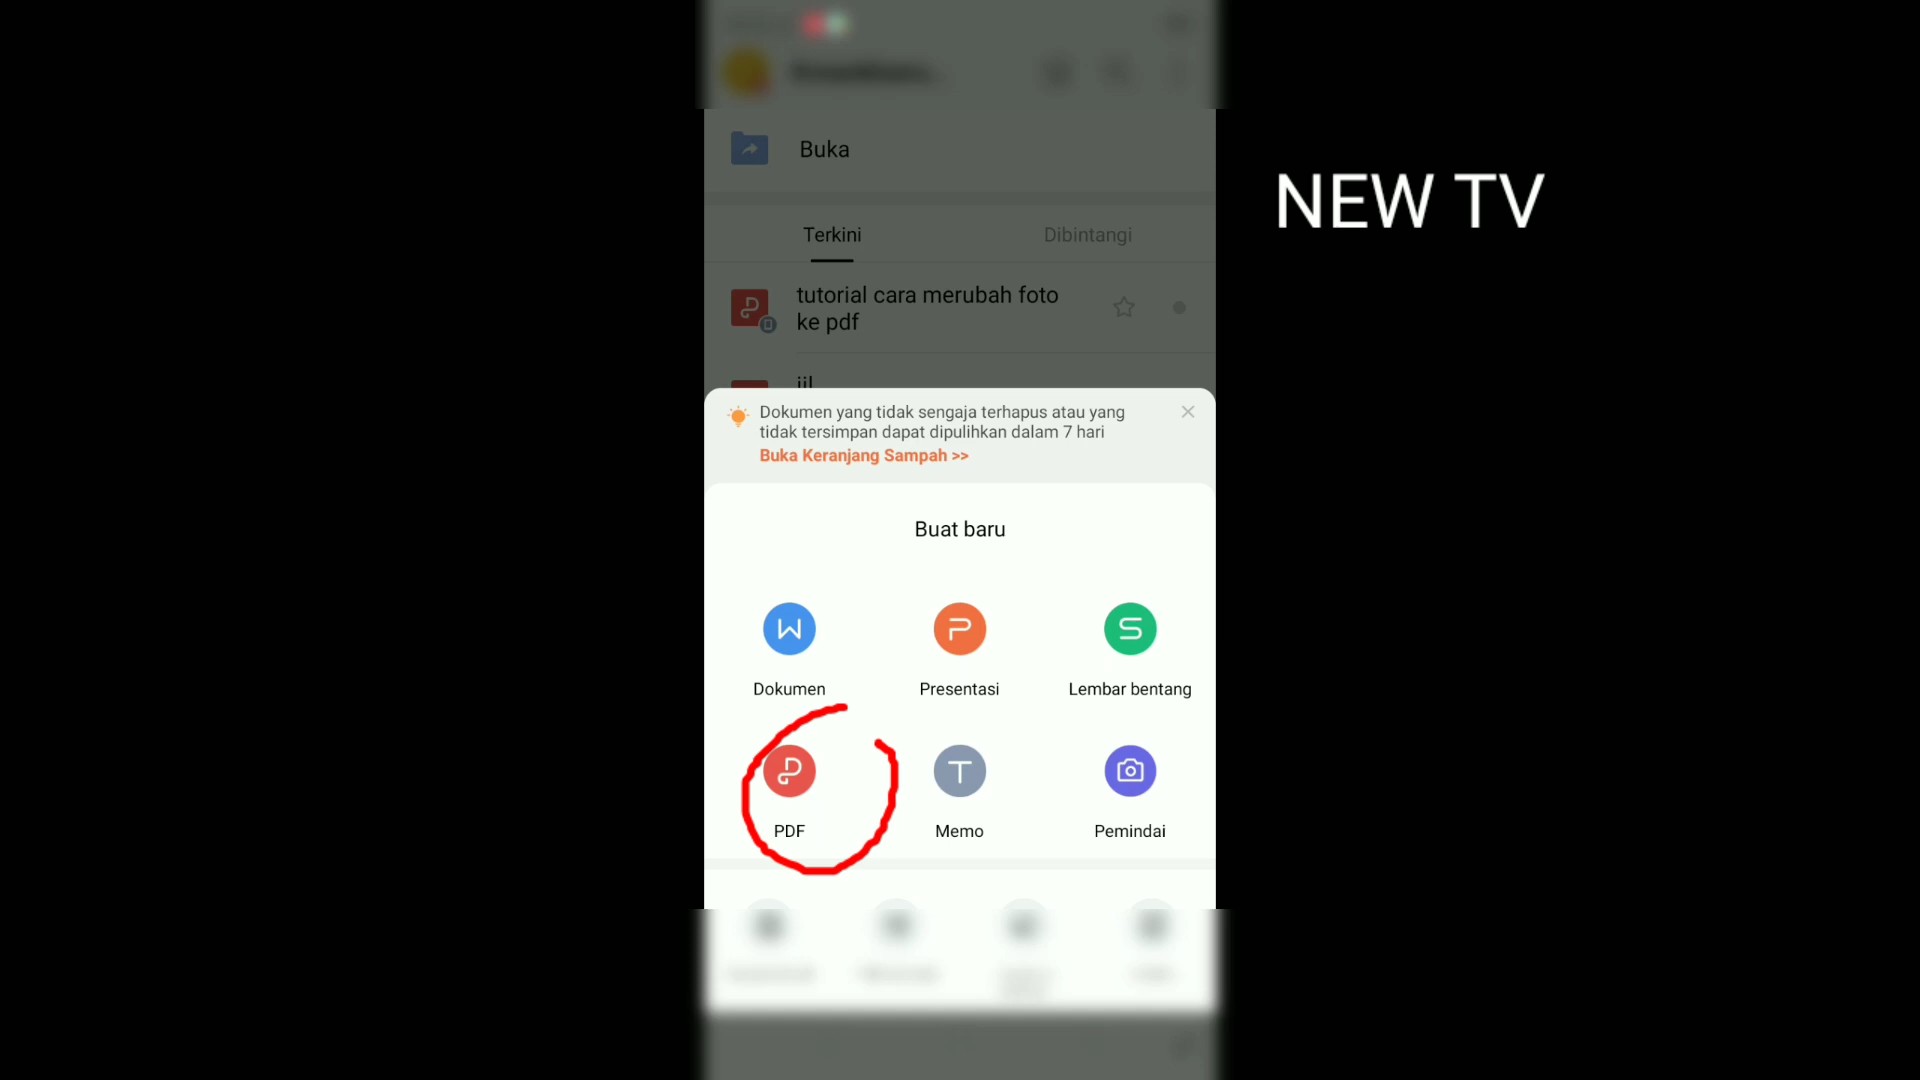 NEW TV
Buka
Terkini
Dibintangi
tutorial cara merubah foto
ke pdf
Dokumen yang tidak sengaja terhapus atau yang
tidak tersimpan dapat dipulihkan dalam 7 hari
Buka Keranjang Sampah >>
Buat baru
Dokumen
Presentasi
Lembar bentang
PDF
Memo
Pemindai